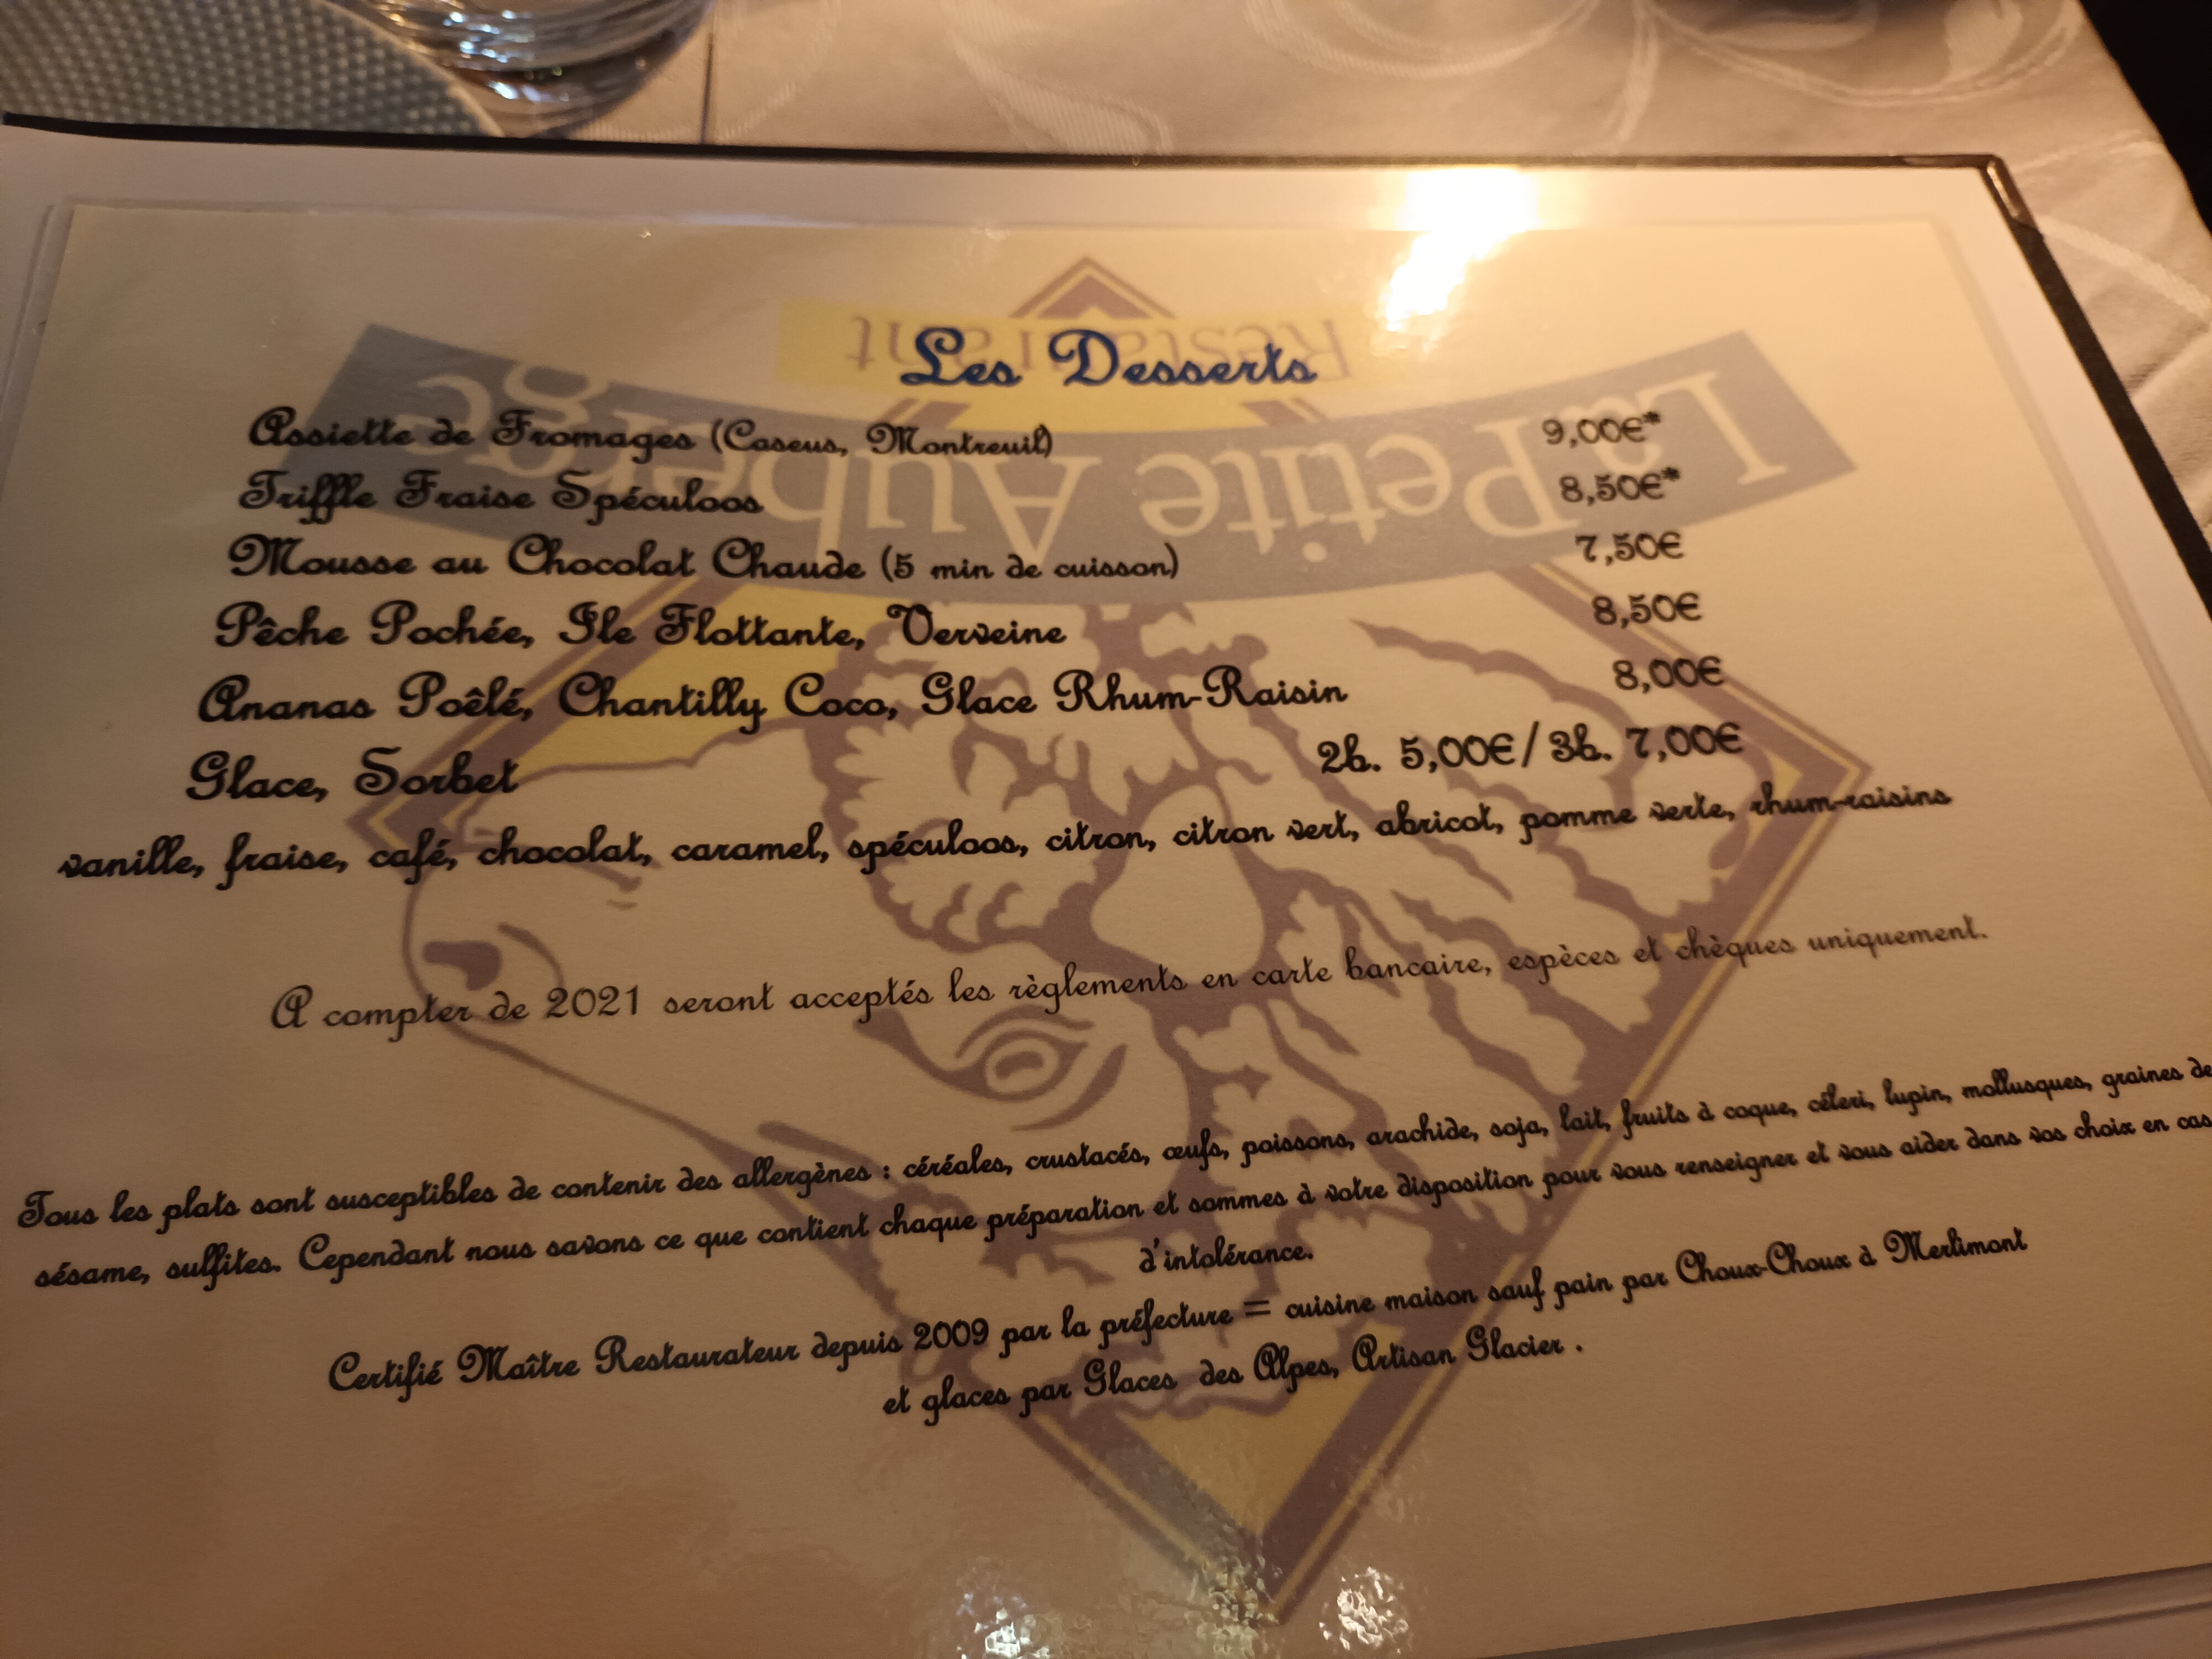 Restaurant
La Petite Auberge
Les Desserts
Assiette de Fromages (Caseus, Montreuil) 9,00€*
Triffle Fraise Spéculoos 8,50€*
Mousse au Chocolat Chaude (5 min de cuisson) 7,50€
Pêche Pochée, Ile Flottante, Verveine 8,50€
Ananas Poêlé, Chantilly Coco, Glace Rhum-Raisin 8,00€
Glace, Sorbet 2b. 5,00€/3b. 7,00€
vanille, fraise, café, chocolat, caramel, spéculoos, citron, citron vert, abricot, pomme verte, rhum-raisins
A compter de 2021 seront acceptés les règlements en carte bancaire, espèces et chèques uniquement.
Tous les plats sont susceptibles de contenir des allergènes : céréales, crustacés, œufs, poissons, arachide, soja, lait, fruits à coque, céleri, lupin, mollusques, graines de
sésame, sulfites. Cependant nous savons ce que contient chaque préparation et sommes à votre disposition pour vous renseigner et vous aider dans vos choix en cas
d'intolérance.
Certifié Maître Restaurateur depuis 2009 par la préfecture = cuisine maison sauf pain par Choux-Choux à Merlimont
et glaces par Glaces des Alpes, Artisan Glacier .